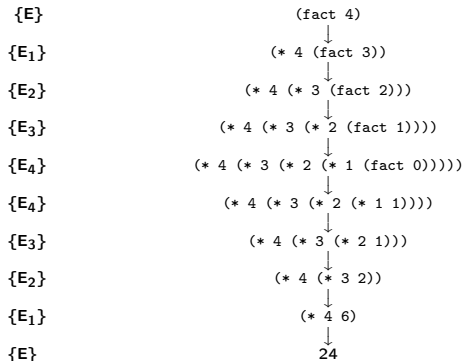 {E} (fact 4)
{E₁} (* 4 (fact 3))
{E₂} (* 4 (* 3 (fact 2)))
{E₃} (* 4 (* 3 (* 2 (fact 1))))
{E₄} (* 4 (* 3 (* 2 (* 1 (fact 0)))))
{E₄} (* 4 (* 3 (* 2 (* 1 1))))
{E₃} (* 4 (* 3 (* 2 1)))
{E₂} (* 4 (* 3 2))
{E₁} (* 4 6)
{E} 24